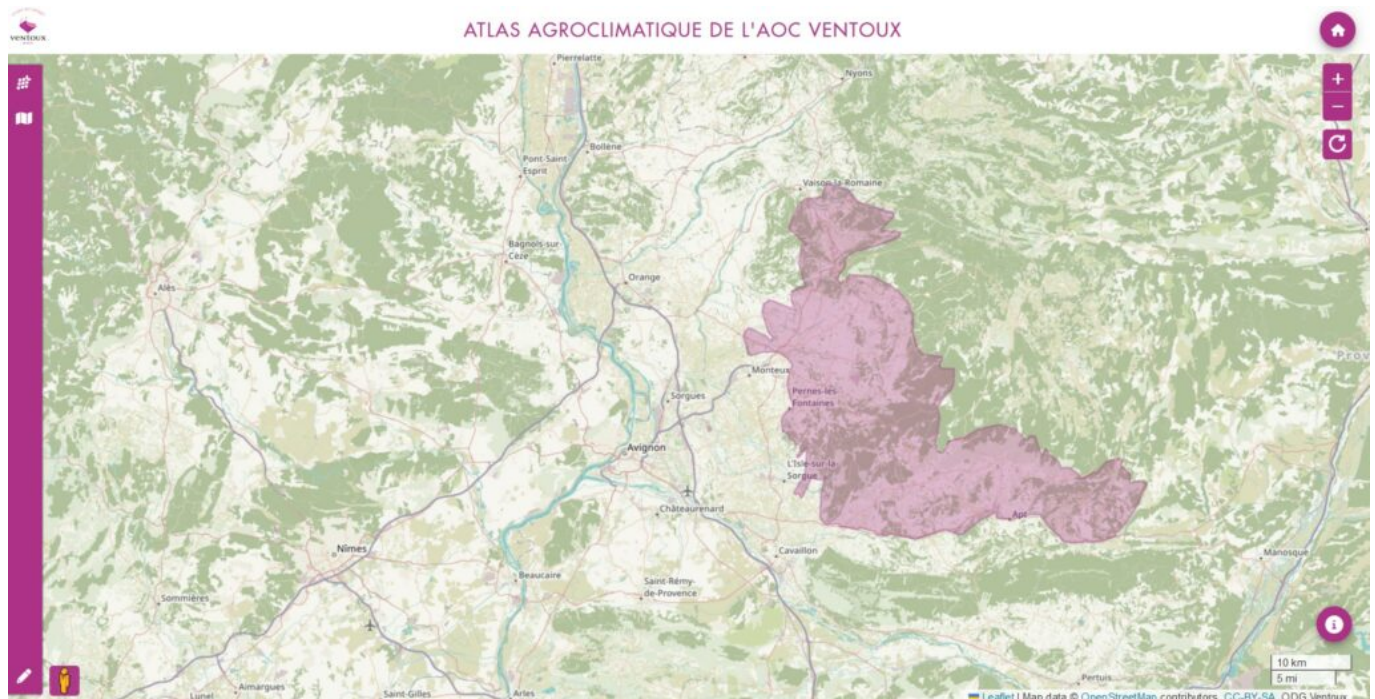 VENTOUX
ATLAS AGROCLIMATIQUE DE L'AOC VENTOUX
Pierrelatte
Nyons
+
−
Bollène
Pont-Saint-
Esprit
Vaison-la-Romaine
Bagnols-sur-
Cèze
Orange
Alès
Prov
Monteux
Pernes-les-
Fontaines
Sorgues
Avignon
L'Isle-sur-la-
Sorgue
Châteaurenard
Apt
Nîmes
Cavaillon
Manosque
Beaucaire
Saint-Rémy-
de-Provence
Sommières
i
10 km
5 mi
Pertuis
Aimargues
Lunel
Saint-Gilles
Arles
Leaflet | Map data © OpenStreetMap contributors, CC-BY-SA, ODG Ventoux